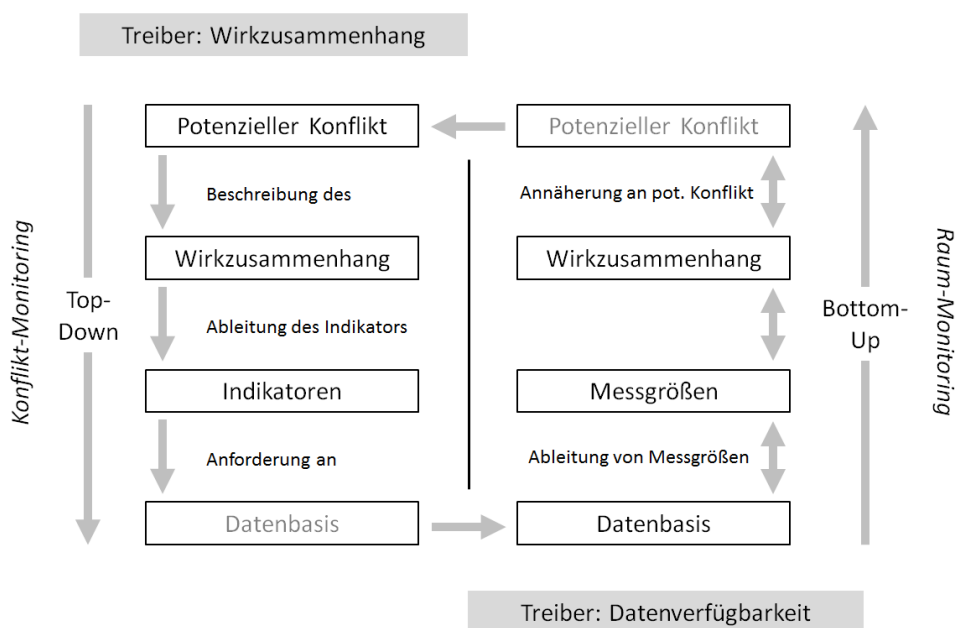 Treiber: Wirkzusammenhang
Konflikt-Monitoring
Top-
Down
Potenzieller Konflikt
Beschreibung des
Wirkzusammenhang
Ableitung des Indikators
Indikatoren
Anforderung an
Datenbasis
Potenzieller Konflikt
Annäherung an pot. Konflikt
Wirkzusammenhang
Messgrößen
Ableitung von Messgrößen
Datenbasis
Bottom-
Up
Raum-Monitoring
Treiber: Datenverfügbarkeit